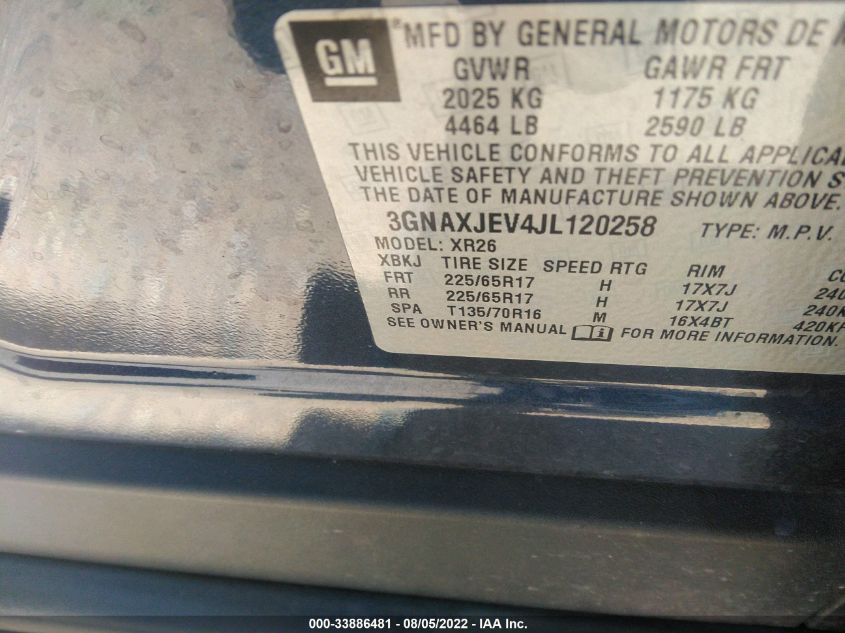 GM
*MFD BY GENERAL MOTORS DE
GVWR GAWR FRT
2025 KG 1175 KG
4464 LB 2590 LB
THIS VEHICLE CONFORMS TO ALL
VEHICLE SAFETY AND THEFT PREVENTION
THE DATE OF MANUFACTURE SHOWN ABOVE.
3GNAXJEV4JL120258 TYPE: M.P.V.
MODEL: XR26
XBKJ TIRE SIZE SPEED RTG RIM
FRT 225/65R17 H 17X7J
RR 225/65R17 H 17X7J
SPA T135/70R16 M 16X4BT
SEE OWNER'S MANUAL i FOR MORE INFORMATION.
000-33886481 - 08/05/2022 - IAA Inc.